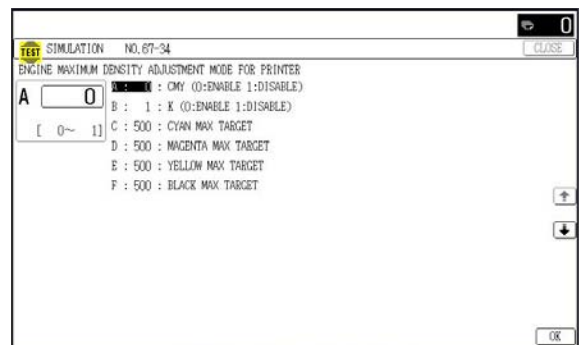 0
TEST SIMULATION NO.67-34
CLOSE
ENGINE MAXIMUM DENSITY ADJUSTMENT MODE FOR PRINTER
A 0
[ 0~ 1]
A : 0 : CMY (0:ENABLE 1:DISABLE)
B : 1 : K (0:ENABLE 1:DISABLE)
C : 500 : CYAN MAX TARGET
D : 500 : MAGENTA MAX TARGET
E : 500 : YELLOW MAX TARGET
F : 500 : BLACK MAX TARGET
OK